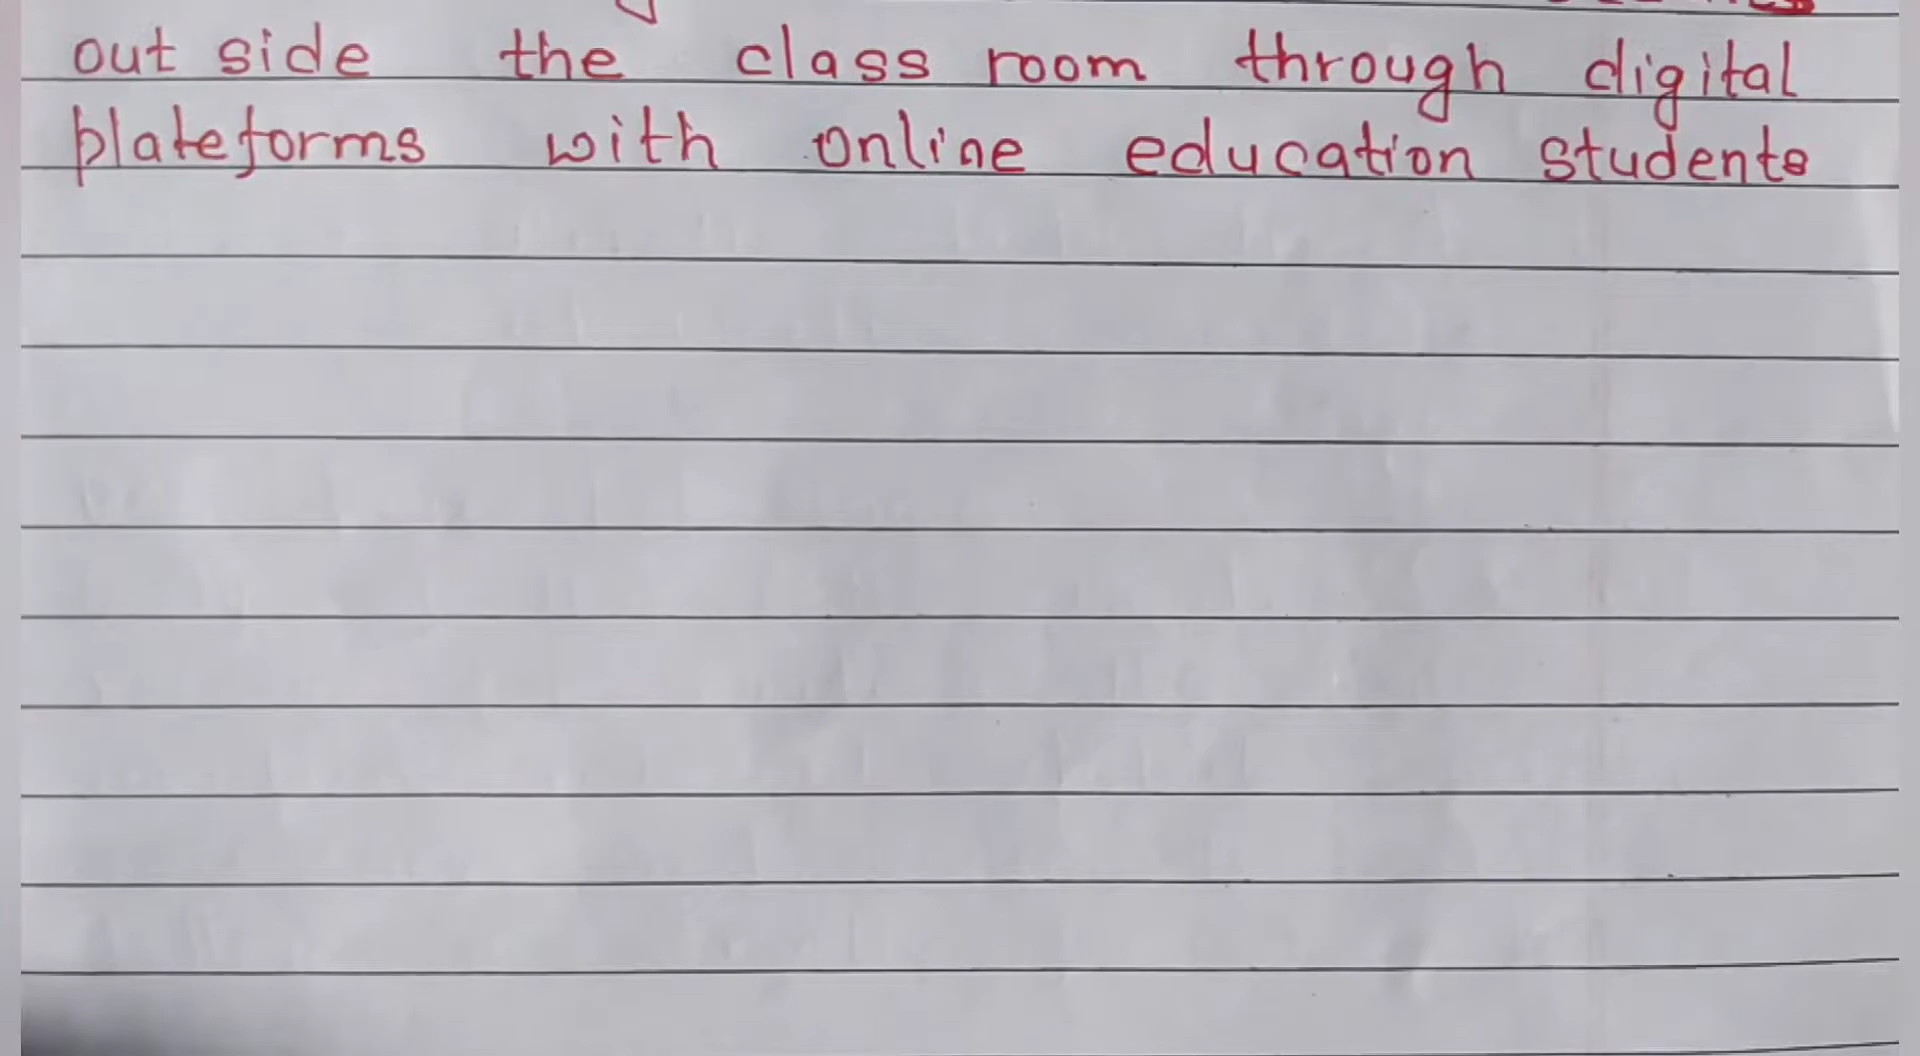 out side the class room through digital
plateforms with online education students